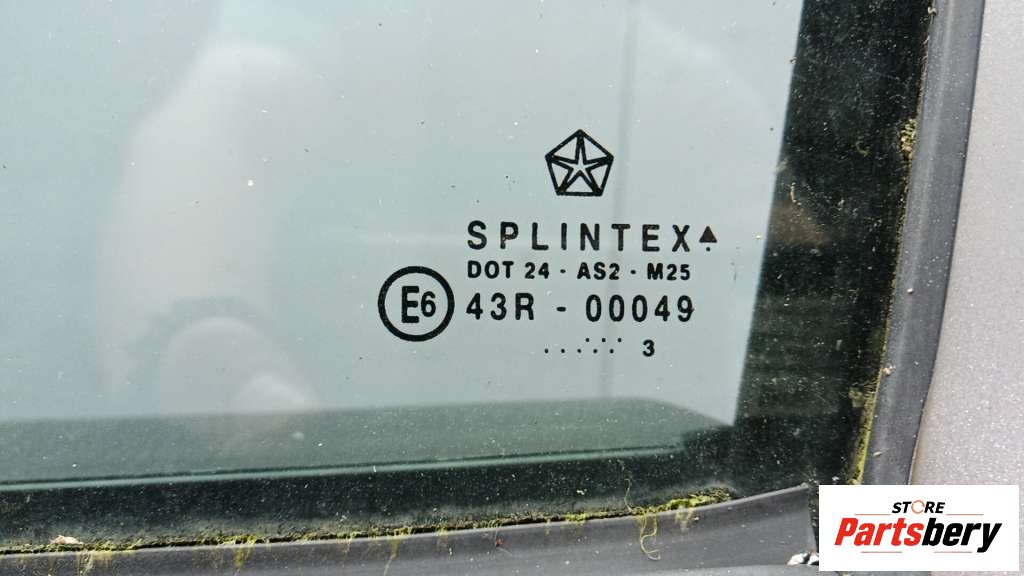 SPLINTEX
DOT 24 · AS2 · M25
E6 43R - 00049
..... ... 3
STORE
Partsbery